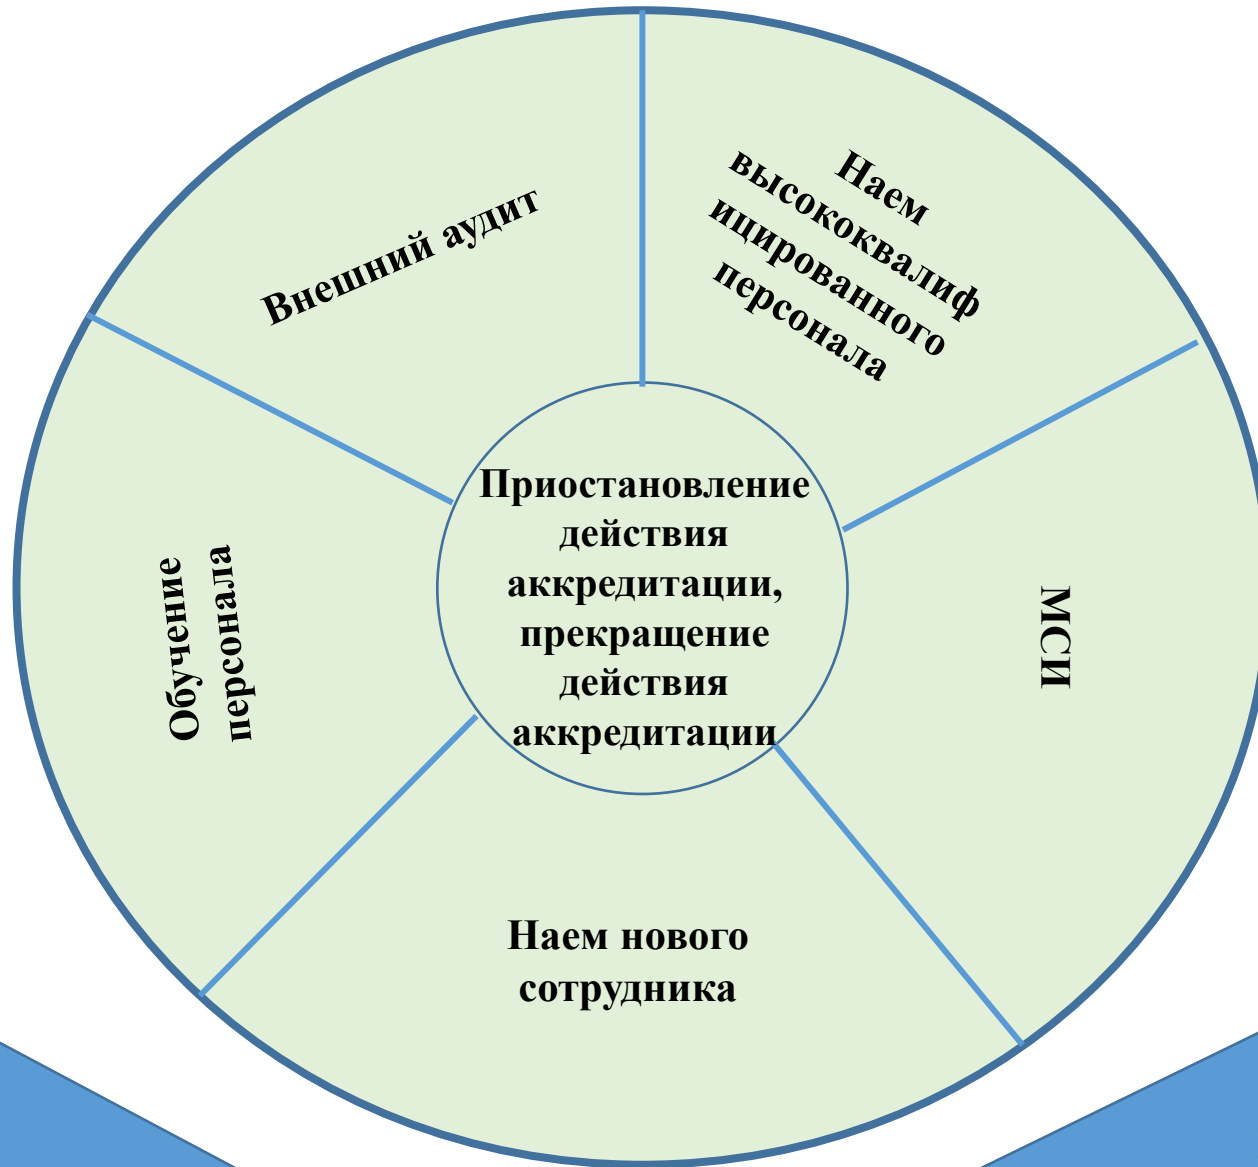 Внешний аудит
Наем
высококвалиф
ицированного
персонала
Приостановление
действия
аккредитации,
прекращение
действия
аккредитации
Обучение
персонала
МСИ
Наем нового
сотрудника